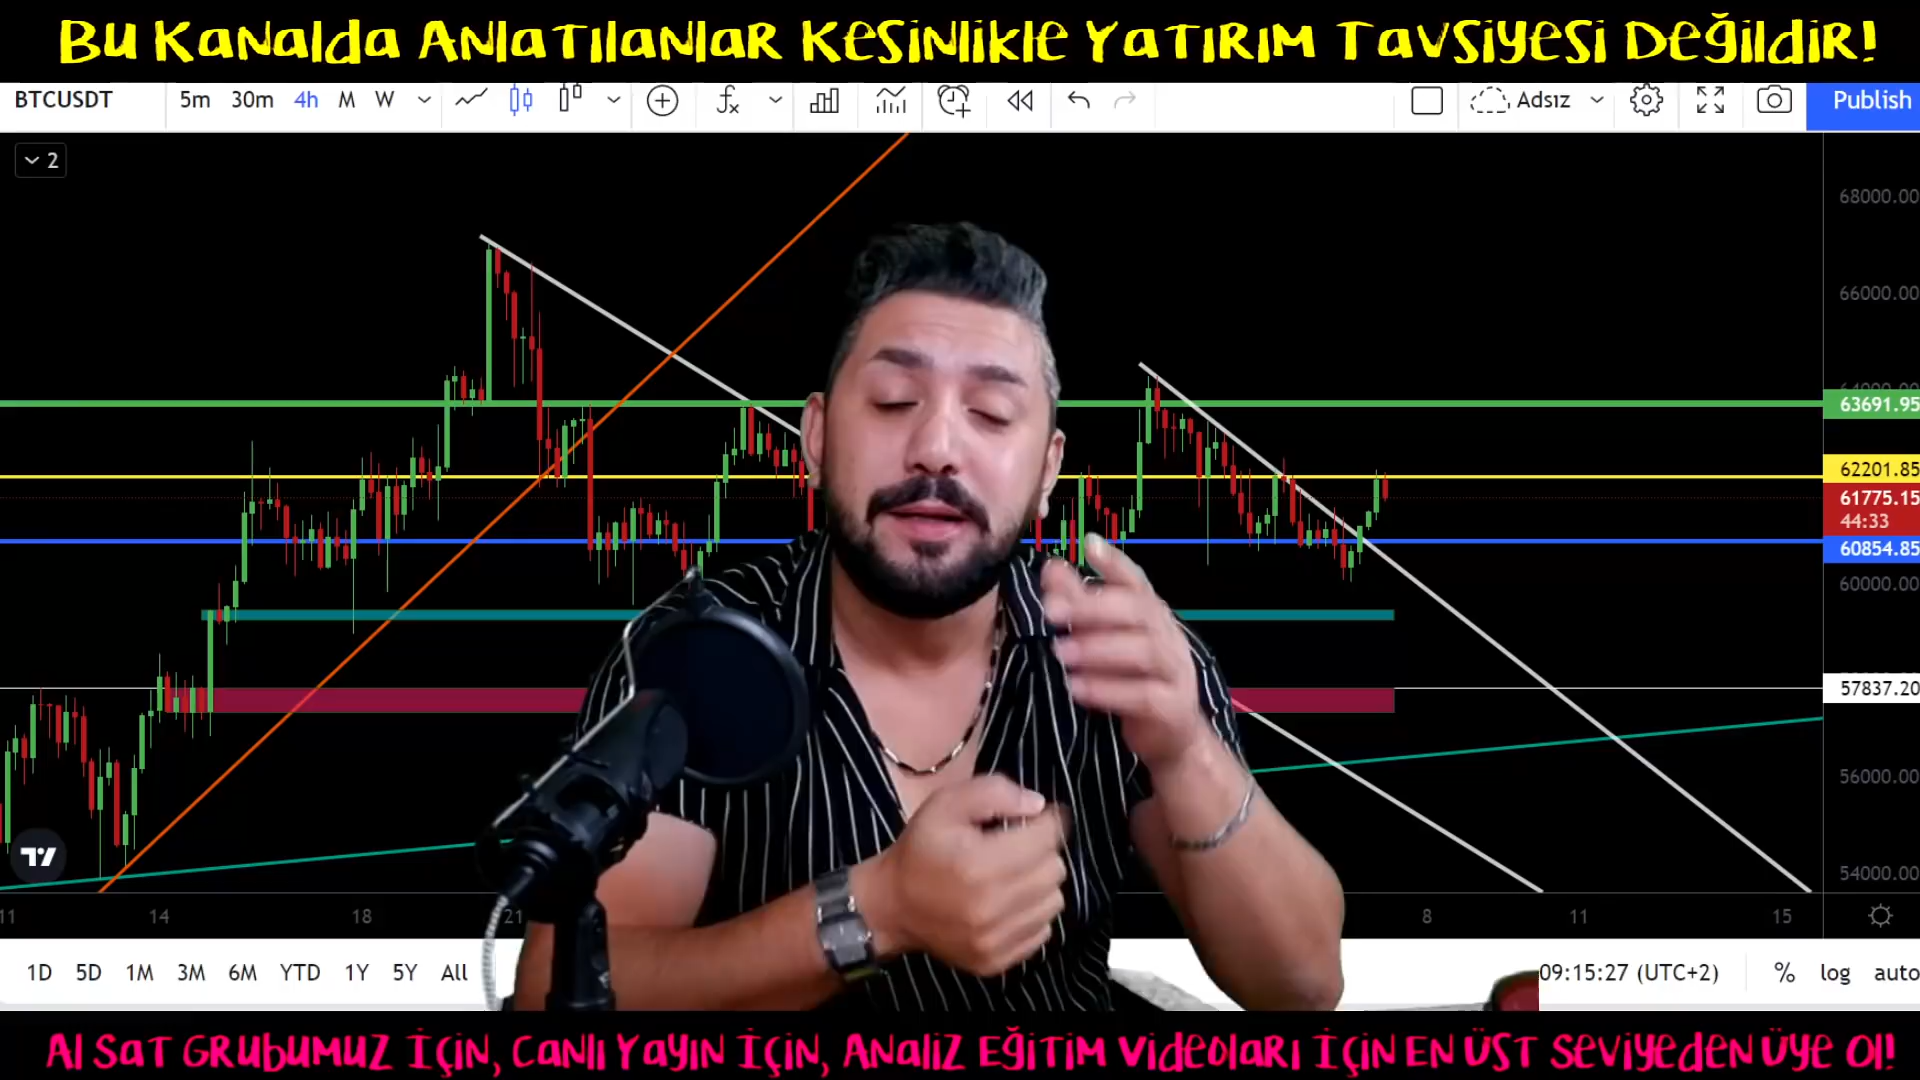 Bu Kanalda Anlatılanlar Kesinlikle Yatırım Tavsiyesi Değildir!
BTCUSDT 5m 30m 4h M W Adsız Publish
2
68000.00
66000.00
64000.00
63691.95
62201.85
61775.15
44:33
60854.85
60000.00
57837.20
56000.00
54000.00
11 14 18 21 8 11 15
1D 5D 1M 3M 6M YTD 1Y 5Y All 09:15:27 (UTC+2) % log auto
Al Sat Grubumuz İçin, Canlı Yayın İçin, Analiz Eğitim Videoları İçin En Üst Seviyeden Üye Ol!